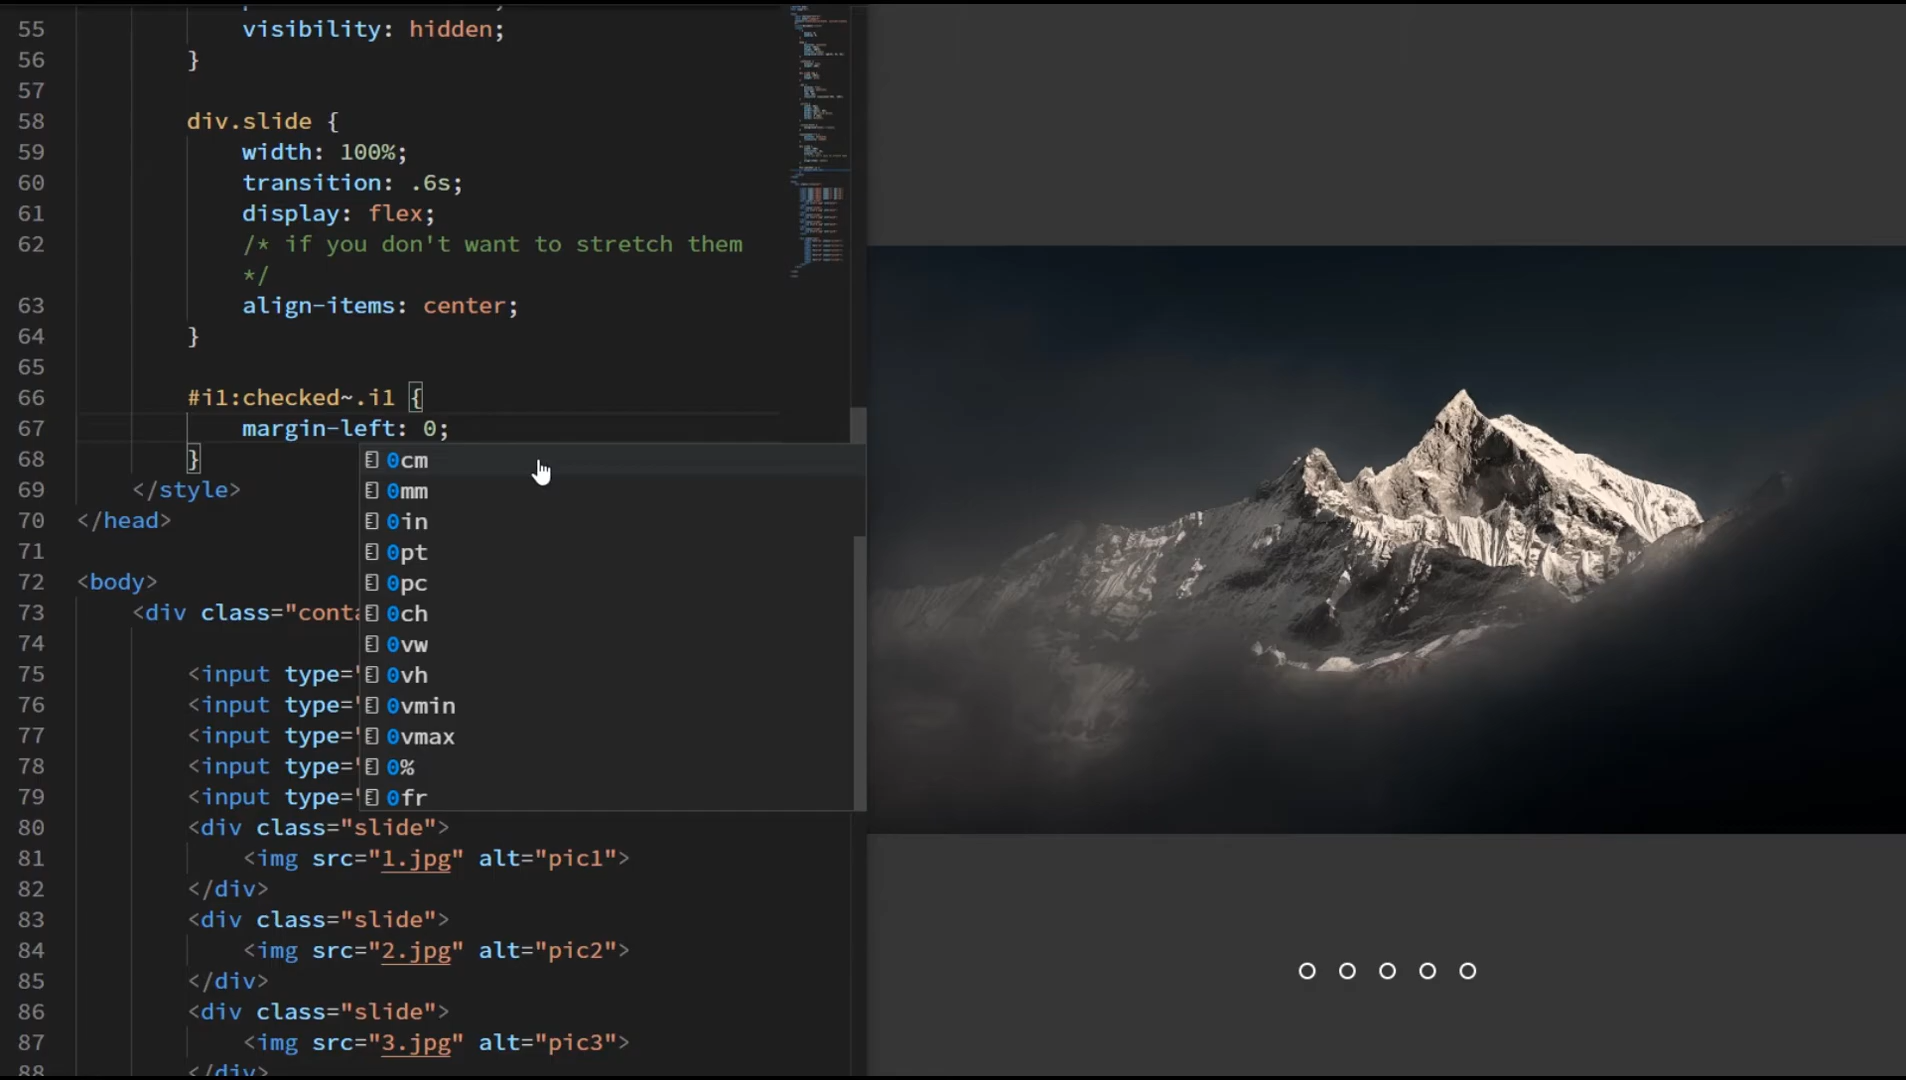 55 visibility: hidden;
56 }
57
58 div.slide {
59 width: 100%;
60 transition: .6s;
61 display: flex;
62 /* if you don't want to stretch them
*/
63 align-items: center;
64 }
65
66 #i1:checked~.i1 {
67 margin-left: 0;
68 }
0cm
69 </style>
0mm
70 </head>
0in
71
0pt
72 <body>
0pc
73 <div class="conta
0ch
74
0vw
75 <input type="
0vh
76 <input type="
0vmin
77 <input type="
0vmax
78 <input type="
0%
79 <input type="
0fr
80 <div class="slide">
81 <img src="1.jpg" alt="pic1">
82 </div>
83 <div class="slide">
84 <img src="2.jpg" alt="pic2">
85 </div>
86 <div class="slide">
87 <img src="3.jpg" alt="pic3">
88 </div>